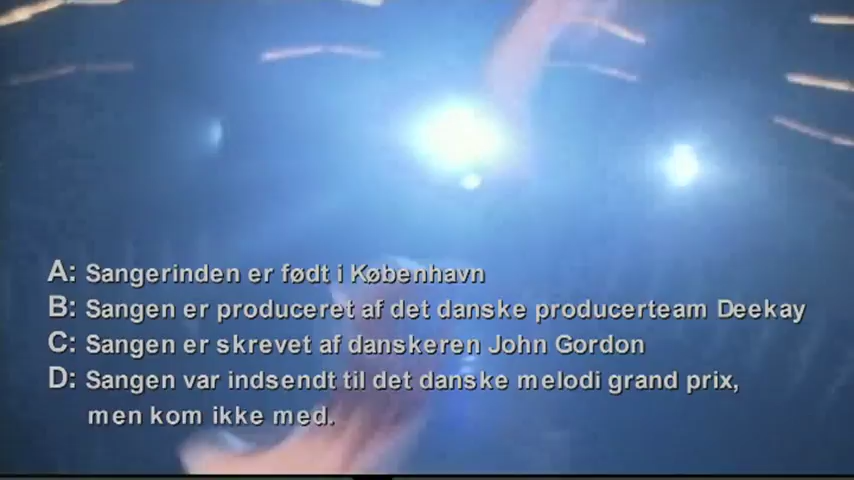 A: Sangerinden er født i København
B: Sangen er produceret af det danske producerteam Deekay
C: Sangen er skrevet af danskeren John Gordon
D: Sangen var indsendt til det danske melodi grand prix,
men kom ikke med.